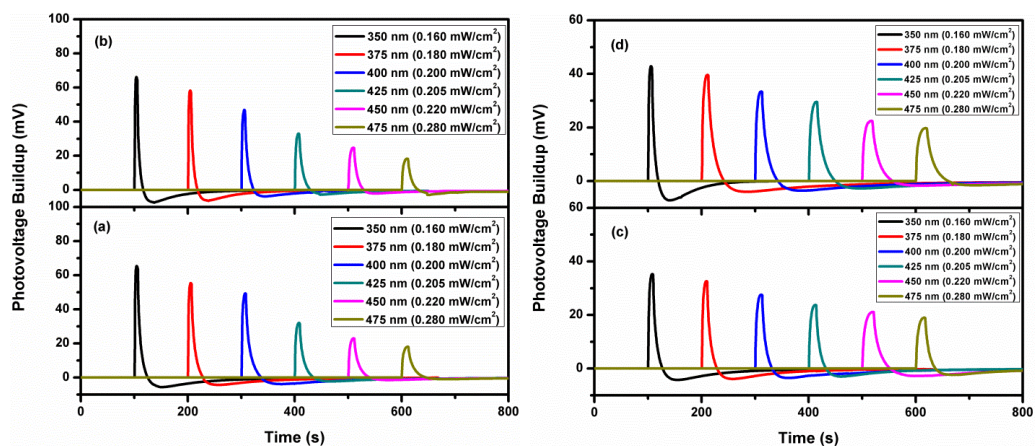 Photovoltage Buildup (mV)
100
80
60
40
20
0
(b)
350 nm (0.160 mW/cm²)
375 nm (0.180 mW/cm²)
400 nm (0.200 mW/cm²)
425 nm (0.205 mW/cm²)
450 nm (0.220 mW/cm²)
475 nm (0.280 mW/cm²)
100
80
60
40
20
0
(a)
350 nm (0.160 mW/cm²)
375 nm (0.180 mW/cm²)
400 nm (0.200 mW/cm²)
425 nm (0.205 mW/cm²)
450 nm (0.220 mW/cm²)
475 nm (0.280 mW/cm²)
0 200 400 600 800
Time (s)
Photovoltage Buildup (mV)
60
40
20
0
(d)
350 nm (0.160 mW/cm²)
375 nm (0.180 mW/cm²)
400 nm (0.200 mW/cm²)
425 nm (0.205 mW/cm²)
450 nm (0.220 mW/cm²)
475 nm (0.280 mW/cm²)
60
40
20
0
(c)
350 nm (0.160 mW/cm²)
375 nm (0.180 mW/cm²)
400 nm (0.200 mW/cm²)
425 nm (0.205 mW/cm²)
450 nm (0.220 mW/cm²)
475 nm (0.280 mW/cm²)
0 200 400 600 800
Time (s)